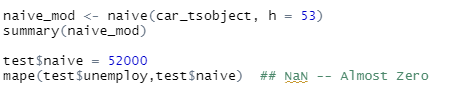 naive_mod <- naive(car_tsobject, h = 53)
summary(naive_mod)
test$naive = 52000
mape(test$unemploy,test$naive)  ## NaN -- Almost Zero